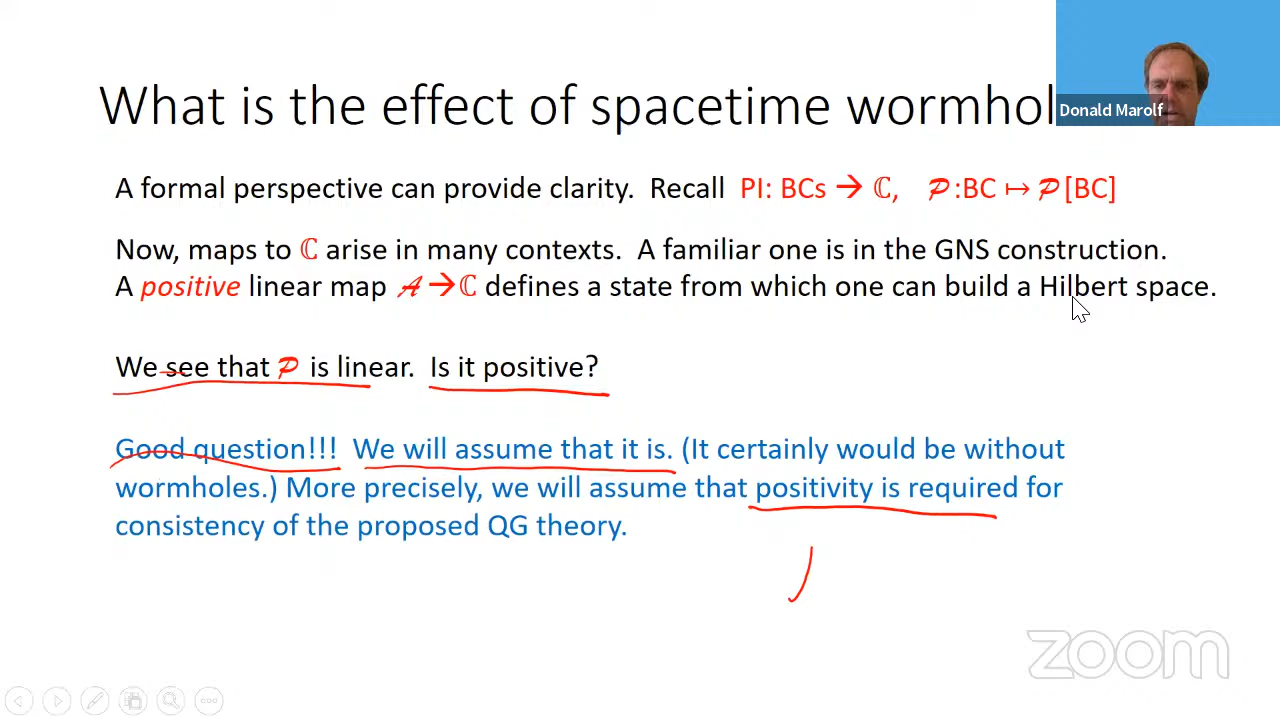 What is the effect of spacetime wormhol
Donald Marolf
A formal perspective can provide clarity. Recall PI: BCs → ℂ, 𝓟 :BC ↦ 𝓟 [BC]
Now, maps to ℂ arise in many contexts. A familiar one is in the GNS construction.
A positive linear map 𝓐 → ℂ defines a state from which one can build a Hilbert space.
We see that 𝓟 is linear. Is it positive?
Good question!!! We will assume that it is. (It certainly would be without
wormholes.) More precisely, we will assume that positivity is required for
consistency of the proposed QG theory.
zoom